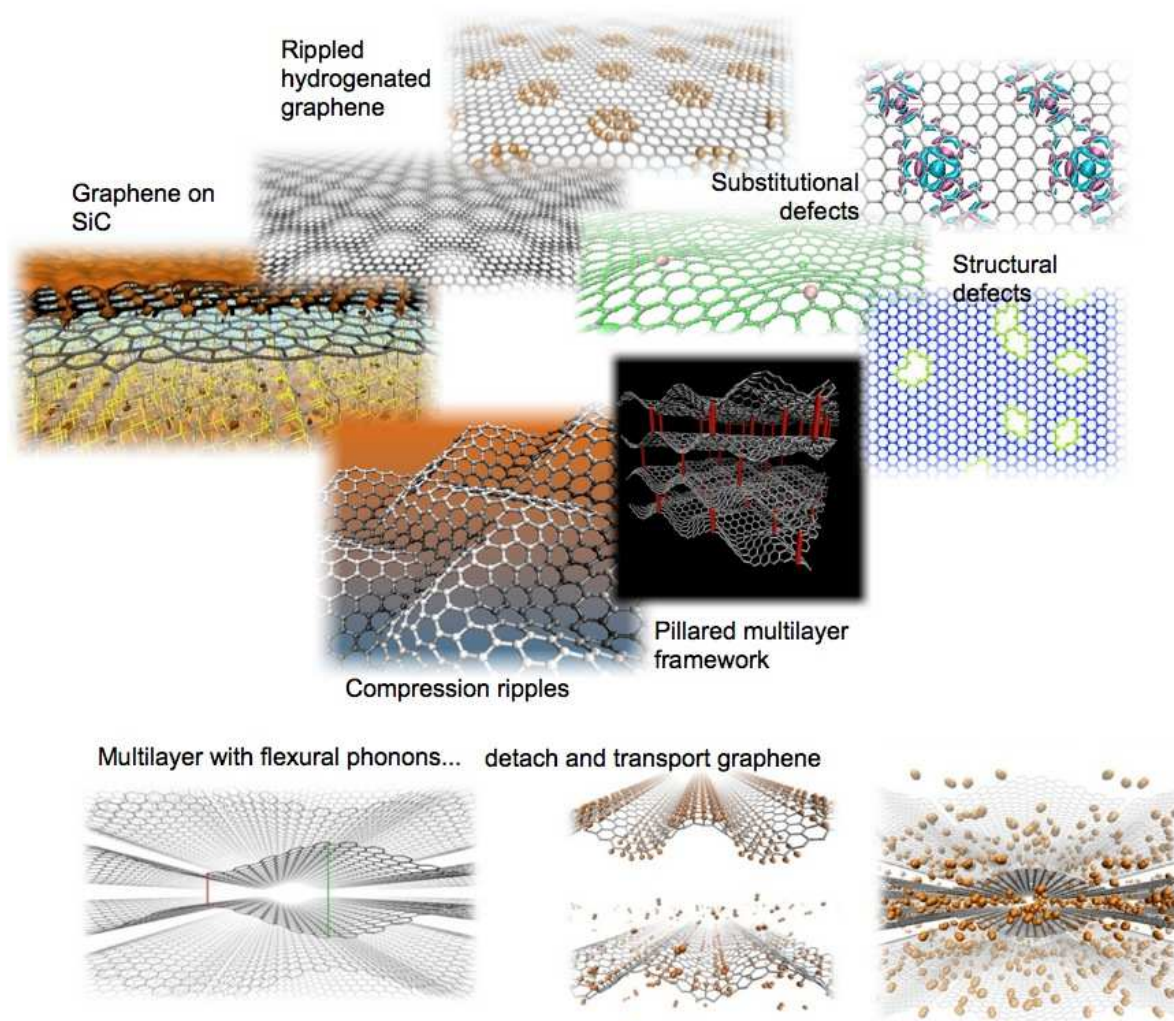 Rippled
hydrogenated
graphene
Graphene on
SiC
Substitutional
defects
Structural
defects
Pillared multilayer
framework
Compression ripples
Multilayer with flexural phonons...
detach and transport graphene